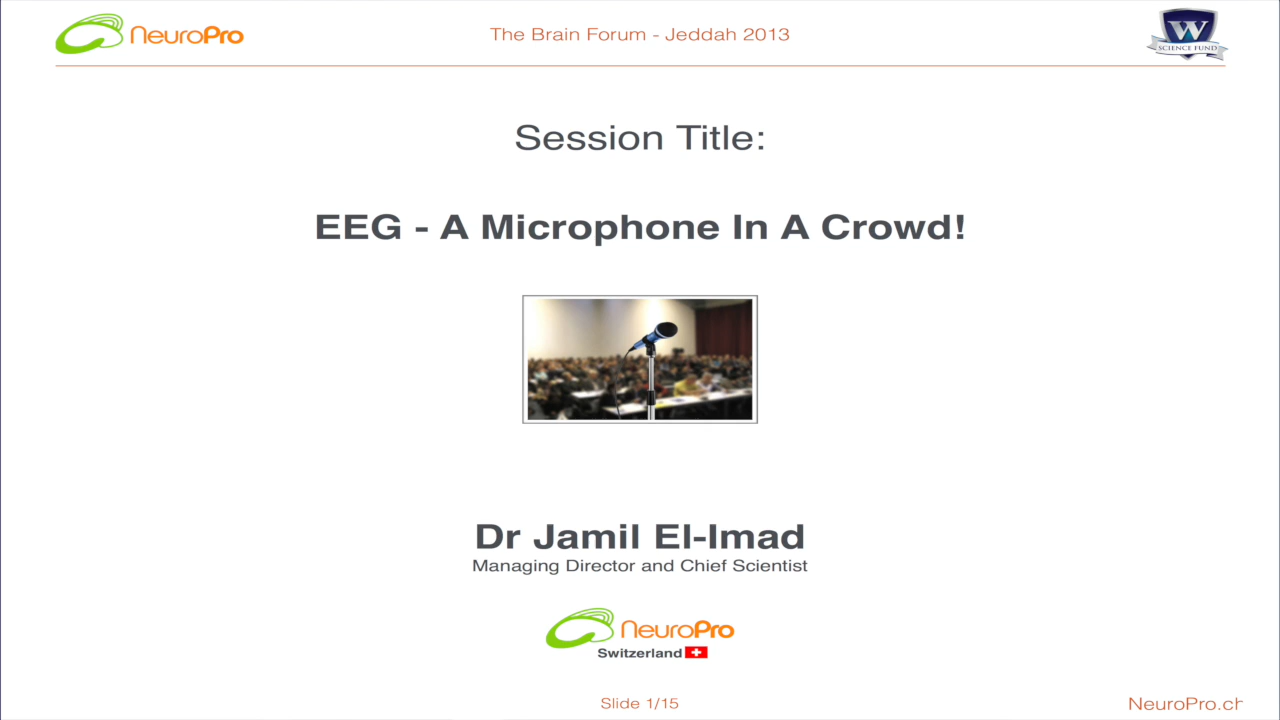 NeuroPro
The Brain Forum - Jeddah 2013
W
SCIENCE FUND
Session Title:
EEG - A Microphone In A Crowd!
Dr Jamil El-Imad
Managing Director and Chief Scientist
NeuroPro
Switzerland
Slide 1/15
NeuroPro.ch